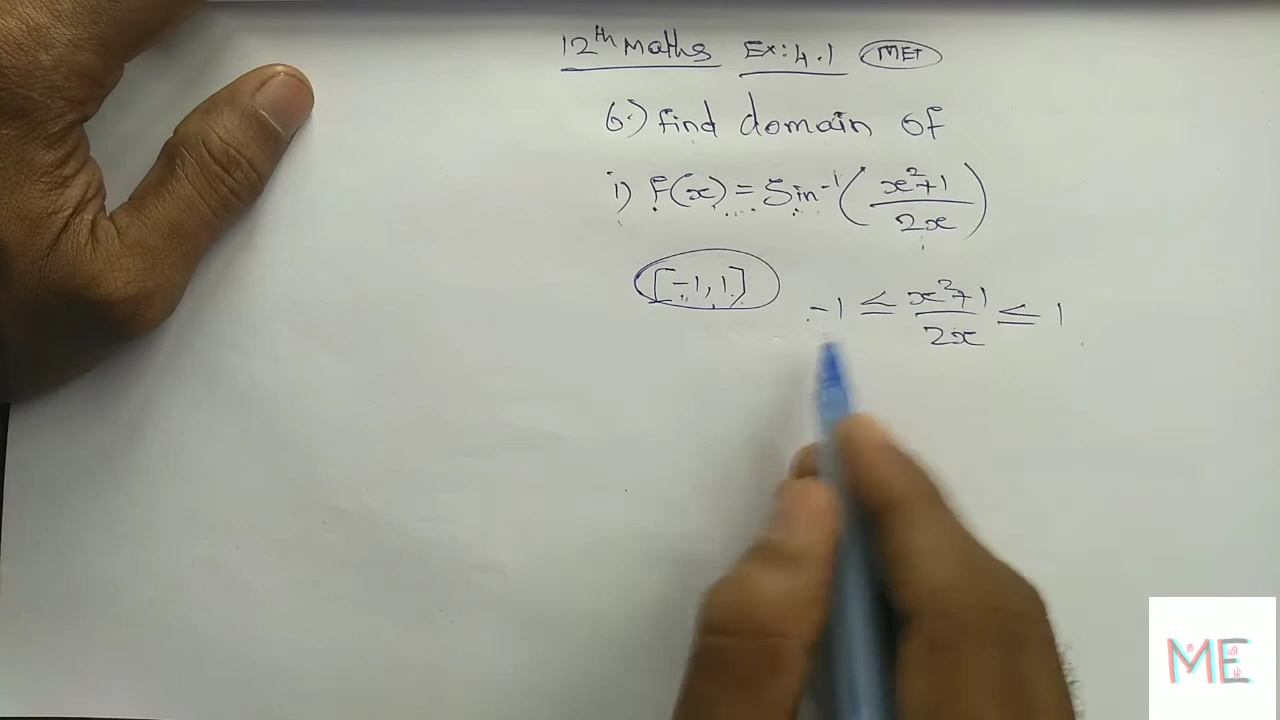 12th Maths Ex: 4.1 MET
6.) find domain of
i) f(x) = Sin⁻¹(x²+1/2x)
[-1,1]
-1 ≤ x²+1/2x ≤ 1
ME